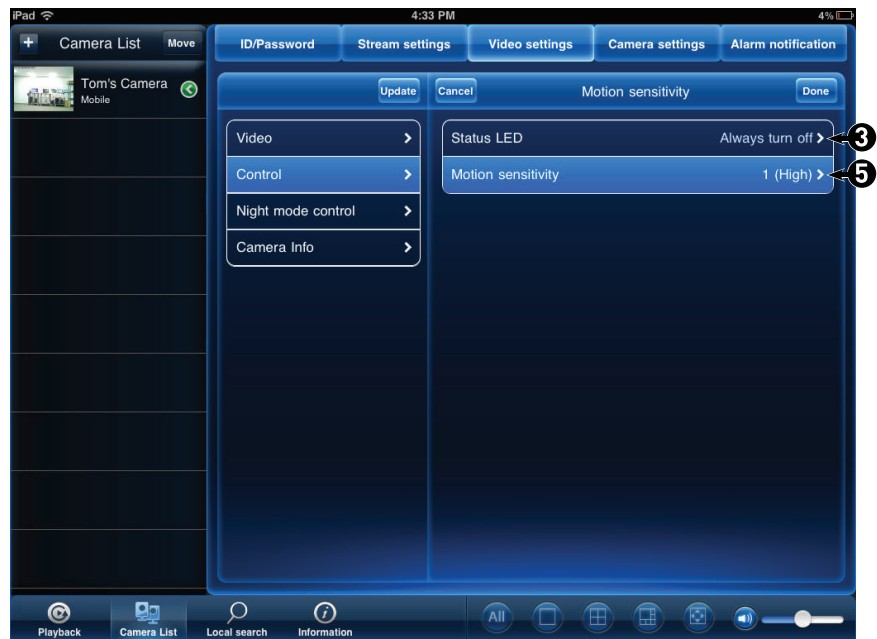 iPad 4:33 PM 4%
+ Camera List Move
ID/Password Stream settings Video settings Camera settings Alarm notification
Tom's Camera
Mobile
Update Cancel Motion sensitivity Done
Video Status LED Always turn off 3
Control Motion sensitivity 1 (High) 5
Night mode control
Camera Info
All
Playback Camera List Local search Information